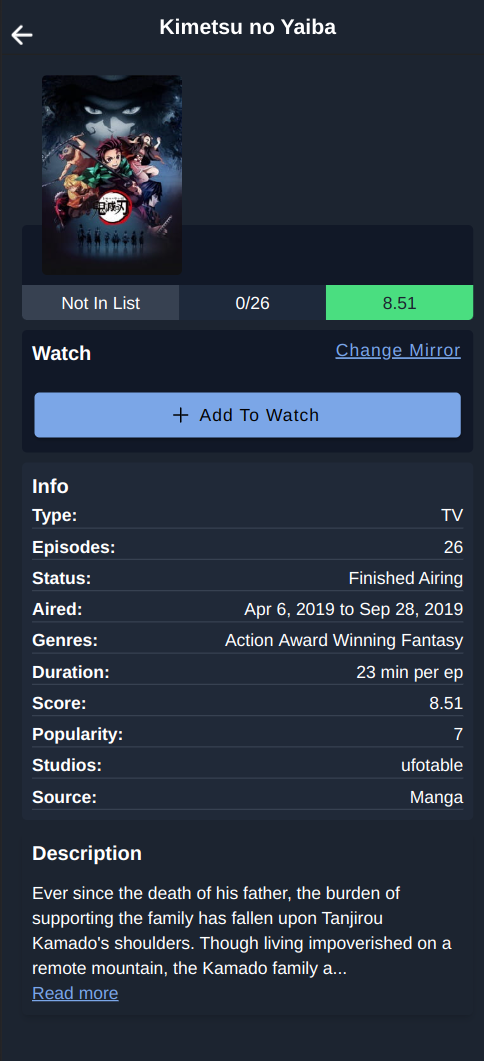 Kimetsu no Yaiba
鬼滅の刃
Not In List
0/26
8.51
Watch
Change Mirror
+ Add To Watch
Info
Type: TV
Episodes: 26
Status: Finished Airing
Aired: Apr 6, 2019 to Sep 28, 2019
Genres: Action Award Winning Fantasy
Duration: 23 min per ep
Score: 8.51
Popularity: 7
Studios: ufotable
Source: Manga
Description
Ever since the death of his father, the burden of
supporting the family has fallen upon Tanjirou
Kamado's shoulders. Though living impoverished on a
remote mountain, the Kamado family a...
Read more